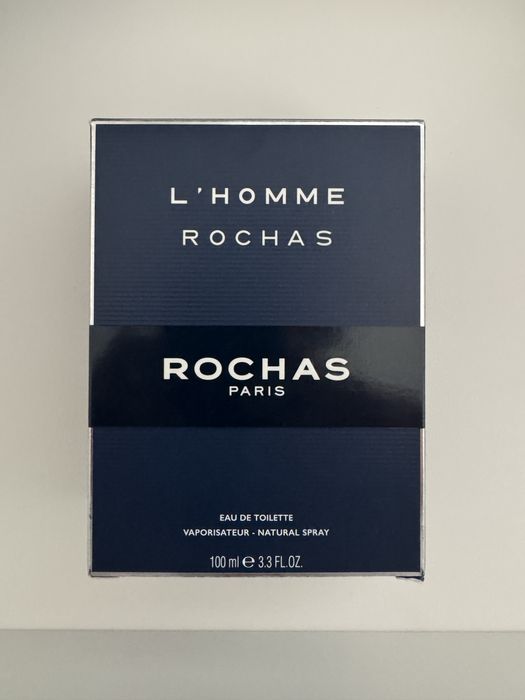 L'HOMME
ROCHAS
ROCHAS
PARIS
EAU DE TOILETTE
VAPORISATEUR - NATURAL SPRAY
100 ml ℮ 3.3 FL.OZ.